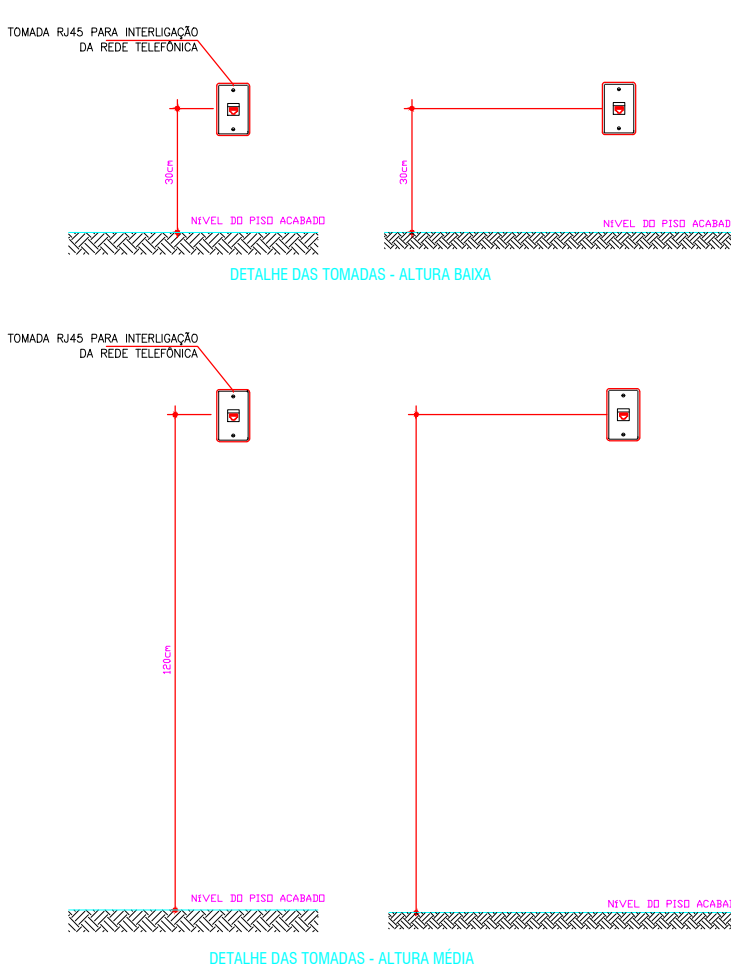 TOMADA RJ45 PARA INTERLIGAÇÃO
DA REDE TELEFÔNICA
30cm
30cm
NÍVEL DO PISO ACABADO
NÍVEL DO PISO ACABAD
DETALHE DAS TOMADAS - ALTURA BAIXA
TOMADA RJ45 PARA INTERLIGAÇÃO
DA REDE TELEFÔNICA
120cm
NÍVEL DO PISO ACABADO
NÍVEL DO PISO ACABAD
DETALHE DAS TOMADAS - ALTURA MÉDIA